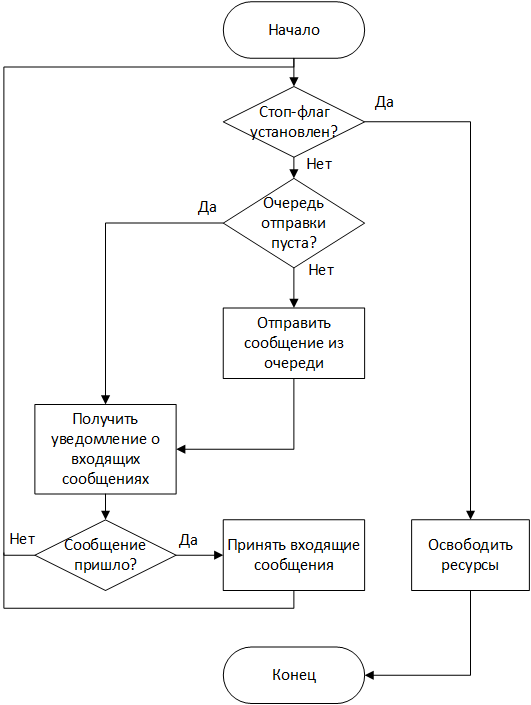 Начало
Стоп-флаг
установлен?
Да
Нет
Очередь
отправки
пуста?
Да
Нет
Отправить
сообщение из
очереди
Получить
уведомление о
входящих
сообщениях
Сообщение
пришло?
Нет
Да
Принять входящие
сообщения
Освободить
ресурсы
Конец